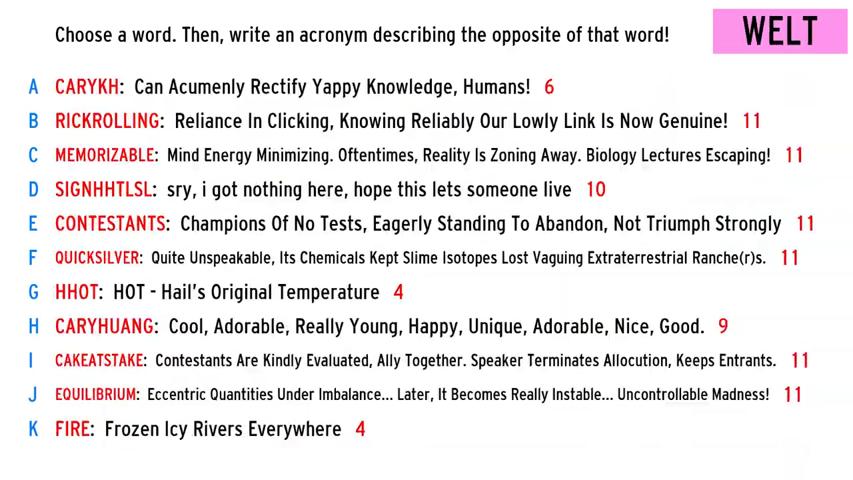 Choose a word. Then, write an acronym describing the opposite of that word!
WELT
A CARYKH: Can Acumenly Rectify Yappy Knowledge, Humans! 6
B RICKROLLING: Reliance In Clicking, Knowing Reliably Our Lowly Link Is Now Genuine! 11
C MEMORIZABLE: Mind Energy Minimizing. Oftentimes, Reality Is Zoning Away. Biology Lectures Escaping! 11
D SIGNHHTLSL: sry, i got nothing here, hope this lets someone live 10
E CONTESTANTS: Champions Of No Tests, Eagerly Standing To Abandon, Not Triumph Strongly 11
F QUICKSILVER: Quite Unspeakable, Its Chemicals Kept Slime Isotopes Lost Vaguing Extraterrestrial Ranche(r)s. 11
G HHOT: HOT - Hail's Original Temperature 4
H CARYHUANG: Cool, Adorable, Really Young, Happy, Unique, Adorable, Nice, Good. 9
I CAKEATSTAKE: Contestants Are Kindly Evaluated, Ally Together. Speaker Terminates Allocution, Keeps Entrants. 11
J EQUILIBRIUM: Eccentric Quantities Under Imbalance... Later, It Becomes Really Instable... Uncontrollable Madness! 11
K FIRE: Frozen Icy Rivers Everywhere 4